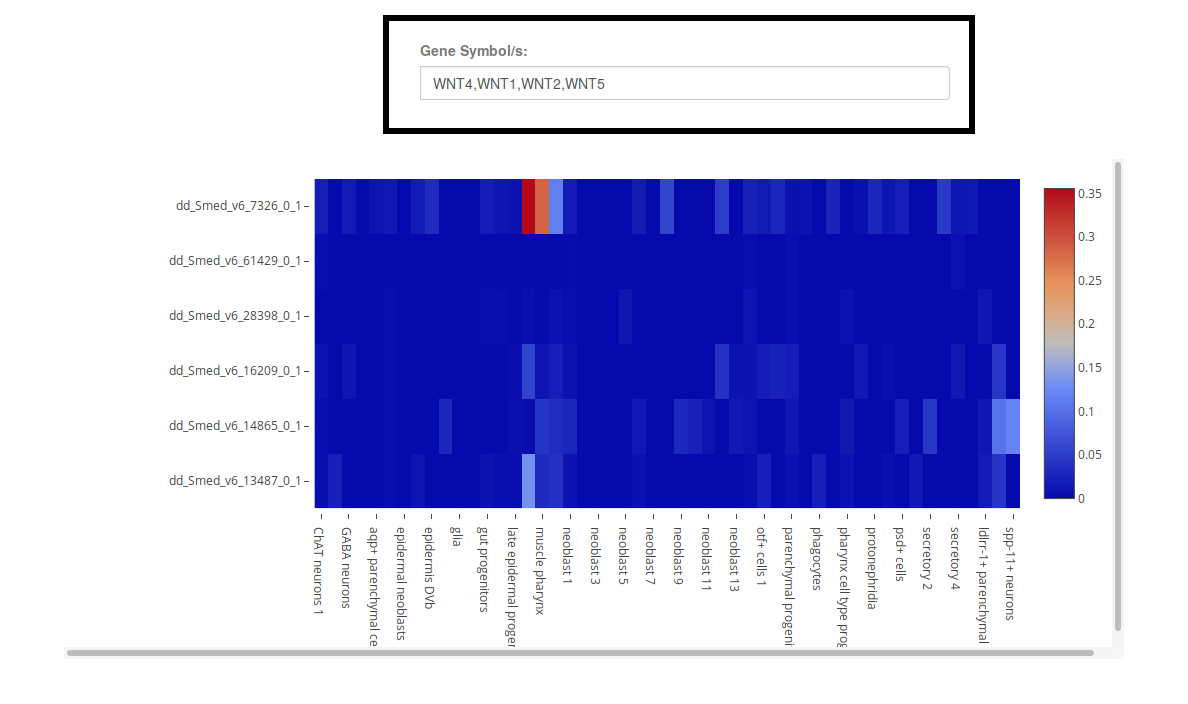 Gene Symbol/s:
WNT4,WNT1,WNT2,WNT5
dd_Smed_v6_7326_0_1
dd_Smed_v6_61429_0_1
dd_Smed_v6_28398_0_1
dd_Smed_v6_16209_0_1
dd_Smed_v6_14865_0_1
dd_Smed_v6_13487_0_1
0.35
0.3
0.25
0.2
0.15
0.1
0.05
0
ChAT neurons 1
GABA neurons
aqp+ parenchymal ce
epidermal neoblasts
epidermis DVb
glia
gut progenitors
late epidermal proger
muscle pharynx
neoblast 1
neoblast 3
neoblast 5
neoblast 7
neoblast 9
neoblast 11
neoblast 13
otf+ cells 1
parenchymal progeni
phagocytes
pharynx cell type prog
protonephridia
psd+ cells
secretory 2
secretory 4
ldlrr-1+ parenchymal
spp-11+ neurons